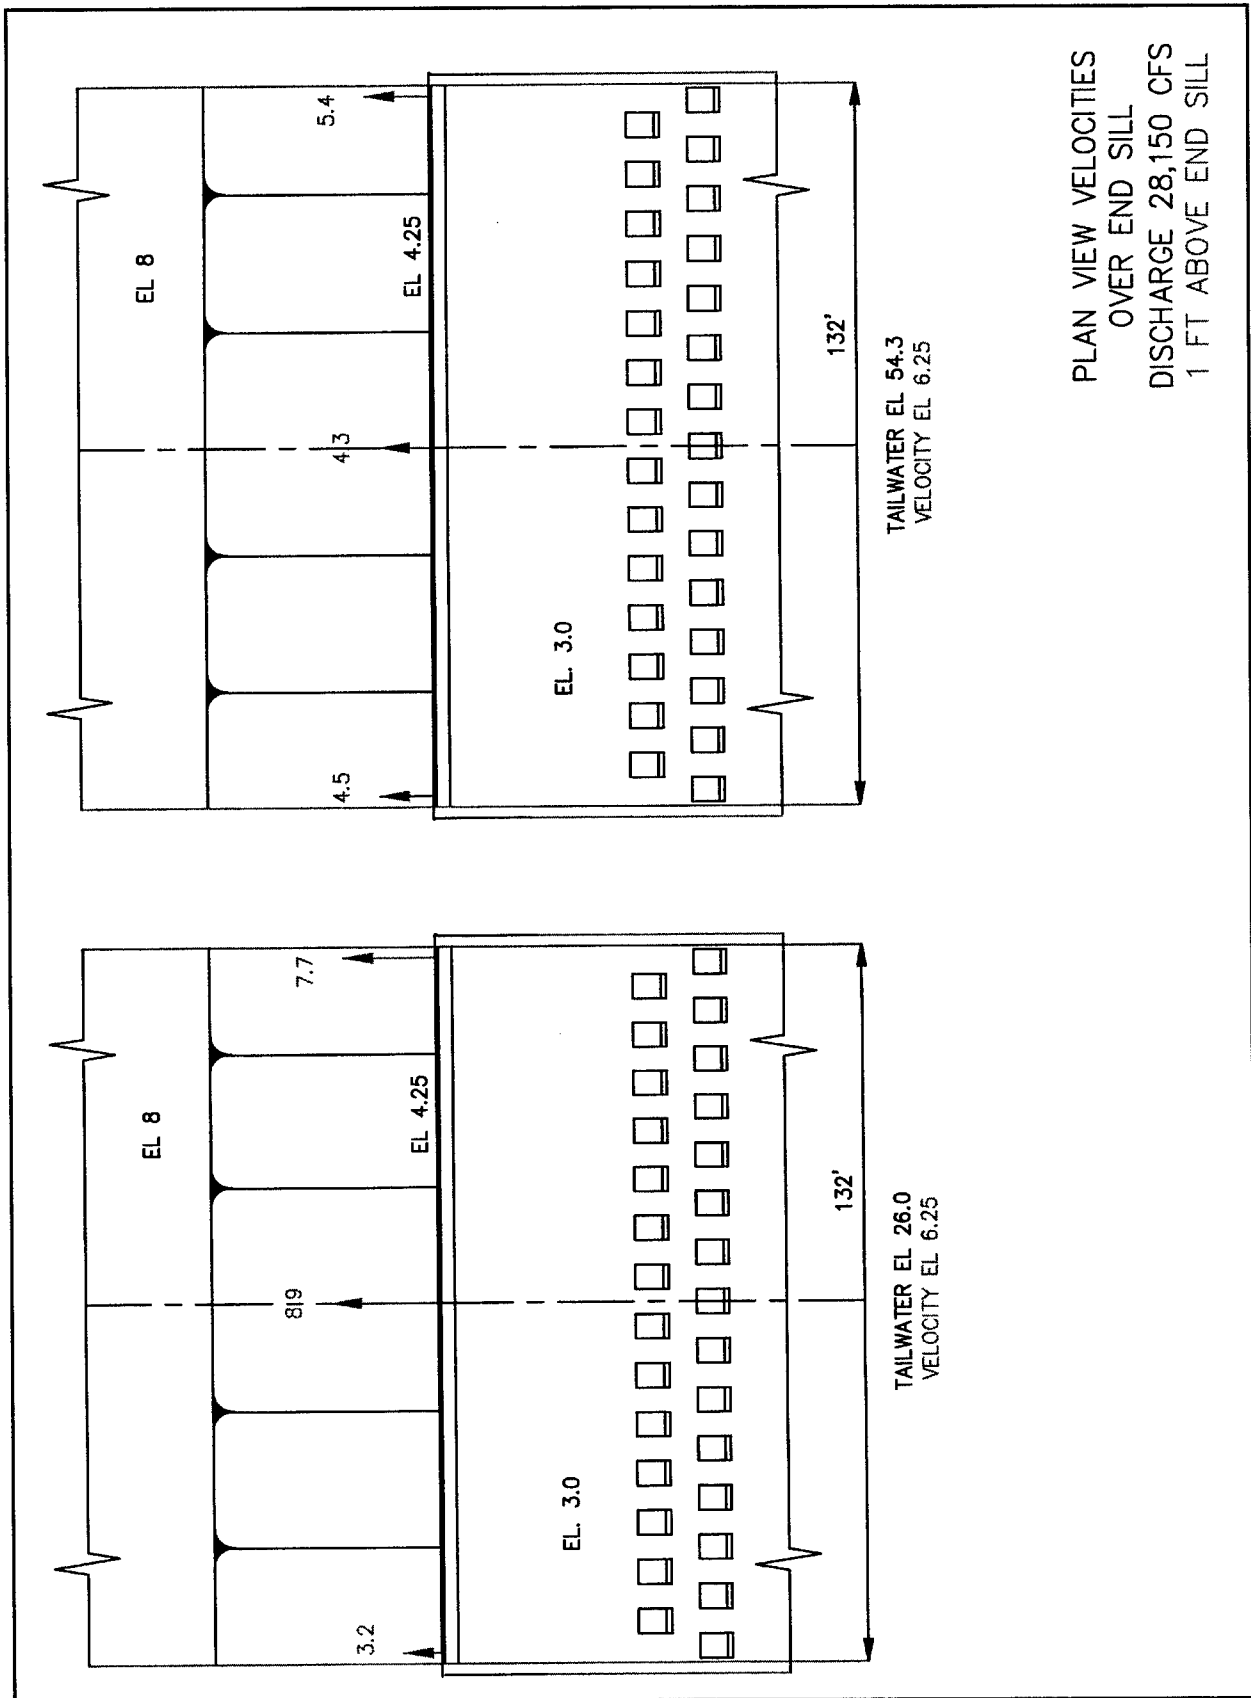 EL 8
EL 8
3.2
8.9
7.7
4.5
4.3
5.4
EL 4.25
EL 4.25
EL. 3.0
EL. 3.0
132'
132'
TAILWATER EL 26.0
VELOCITY EL 6.25
TAILWATER EL 54.3
VELOCITY EL 6.25
PLAN VIEW VELOCITIES
OVER END SILL
DISCHARGE 28,150 CFS
1 FT ABOVE END SILL